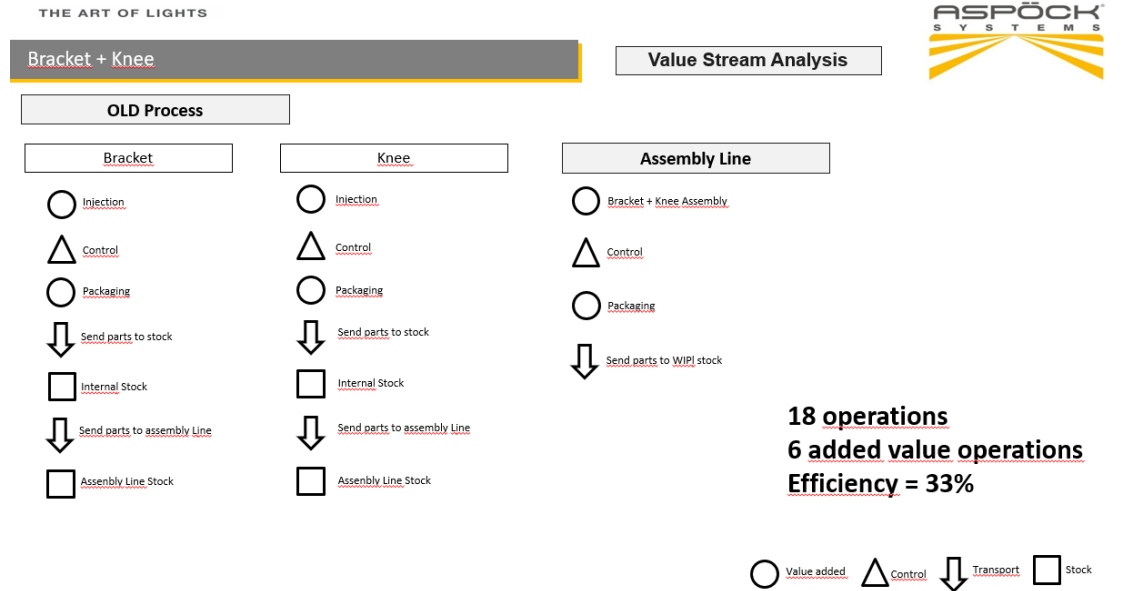 THE ART OF LIGHTS
ASPÖCK
SYSTEMS
Bracket + Knee
Value Stream Analysis
OLD Process
Bracket
Injection
Control
Packaging
Send parts to stock
Internal Stock
Send parts to assembly Line
Assenbly Line Stock
Knee
Injection
Control
Packaging
Send parts to stock
Internal Stock
Send parts to assembly Line
Assenbly Line Stock
Assembly Line
Bracket + Knee Assembly
Control
Packaging
Send parts to WIPl stock
18 operations
6 added value operations
Efficiency = 33%
Value added
Control
Transport
Stock